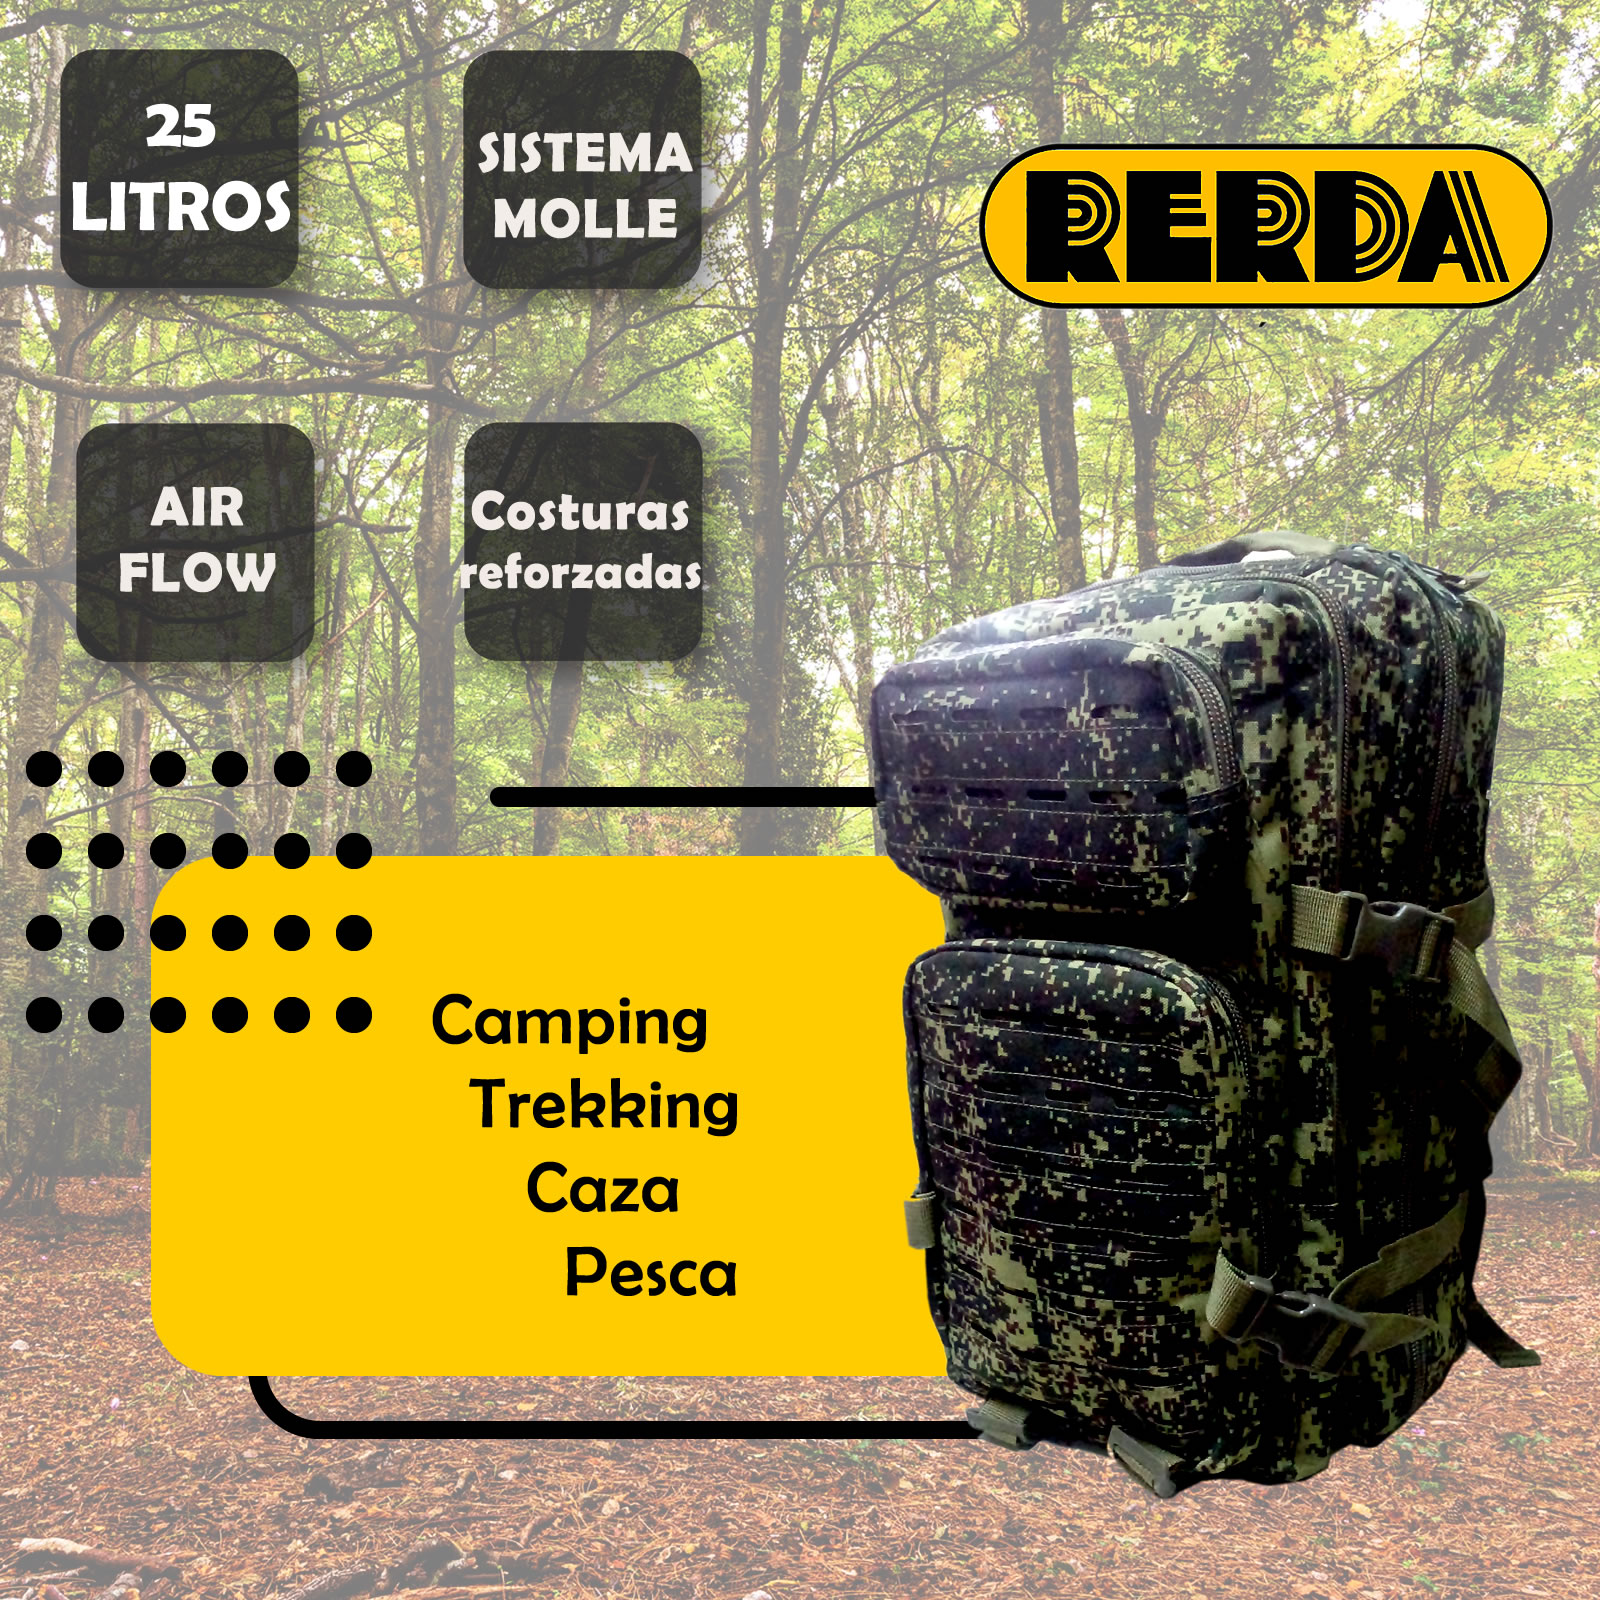 25
LITROS
SISTEMA
MOLLE
RERDA
AIR
FLOW
Costuras
reforzadas
Camping
Trekking
Caza
Pesca